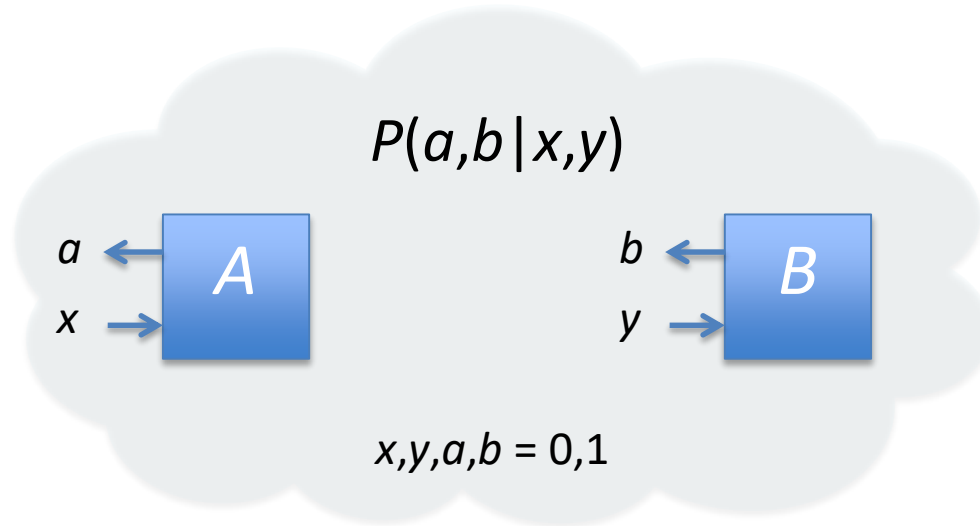 P(a,b|x,y)
a
A
x
b
B
y
x,y,a,b = 0,1